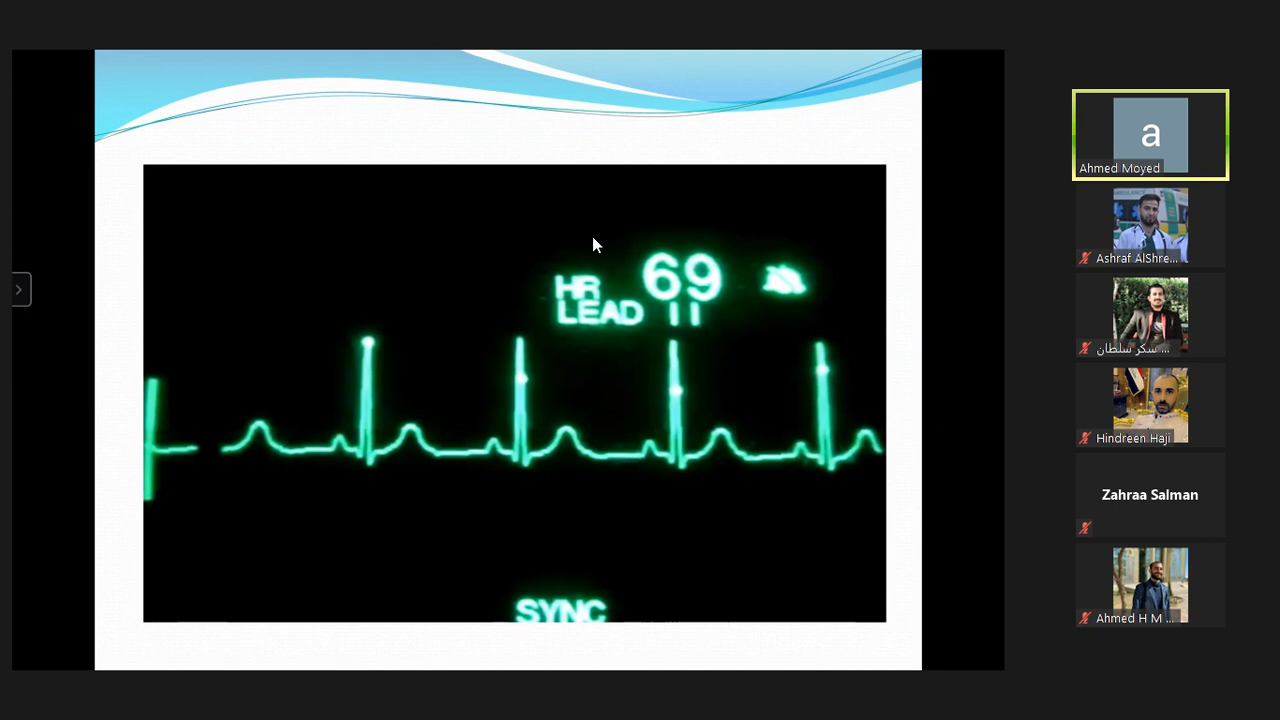 HR 69
LEAD II
SYNC
a
Ahmed Moyed
Ashraf AlShre...
سكر سلطان ...
Hindreen Haji
Zahraa Salman
Ahmed H M ...